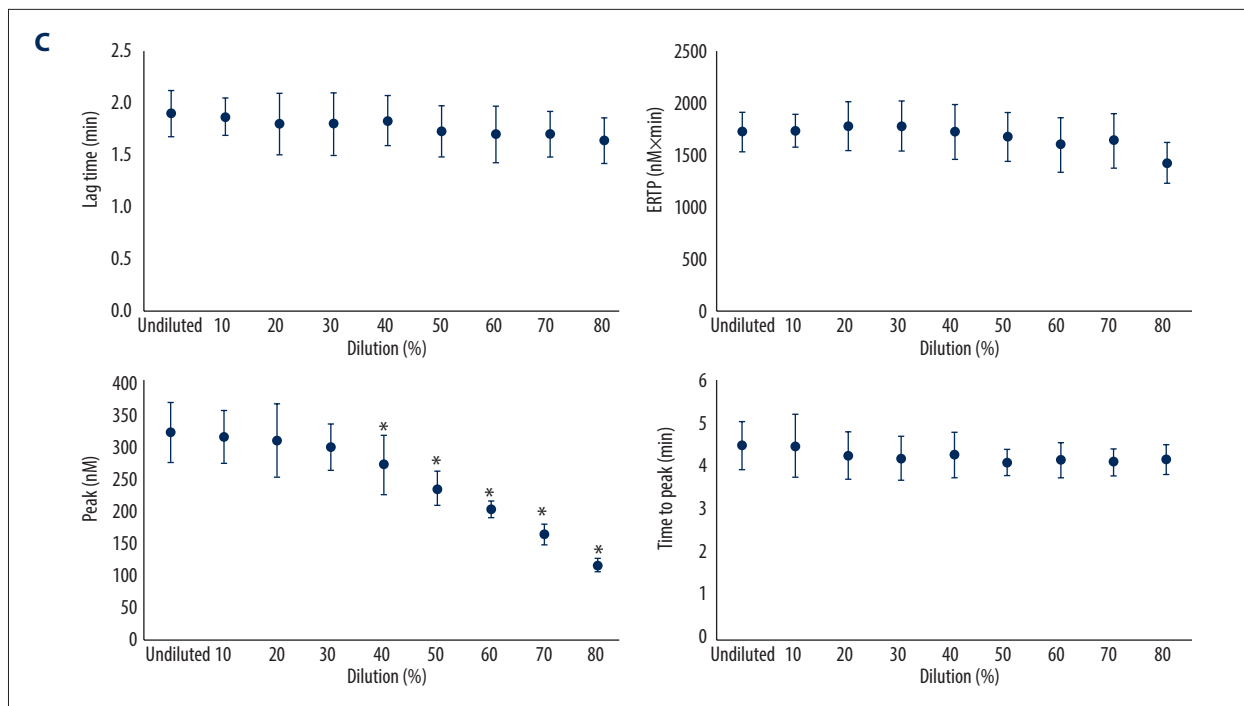 C
2.5
2.0
1.5
1.0
0.5
0.0
Lag time (min)
Undiluted 10 20 30 40 50 60 70 80
Dilution (%)
2500
2000
1500
1000
500
0
ERTP (nM×min)
Undiluted 10 20 30 40 50 60 70 80
Dilution (%)
400
350
300
250
200
150
100
50
0
Peak (nM)
* * * * *
Undiluted 10 20 30 40 50 60 70 80
Dilution (%)
6
5
4
3
2
1
0
Time to peak (min)
Undiluted 10 20 30 40 50 60 70 80
Dilution (%)